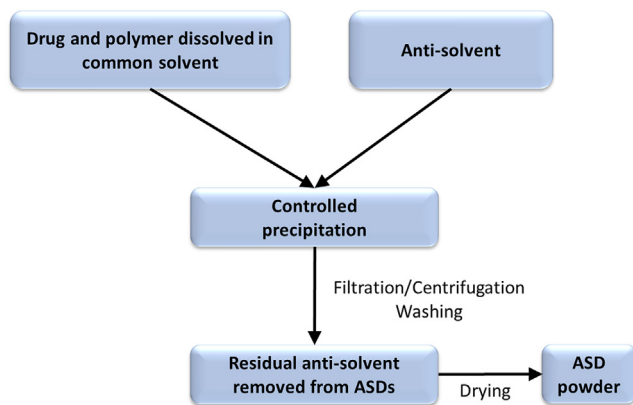 Drug and polymer dissolved in
common solvent
Anti-solvent
Controlled
precipitation
Filtration/Centrifugation
Washing
Residual anti-solvent
removed from ASDs
Drying
ASD
powder